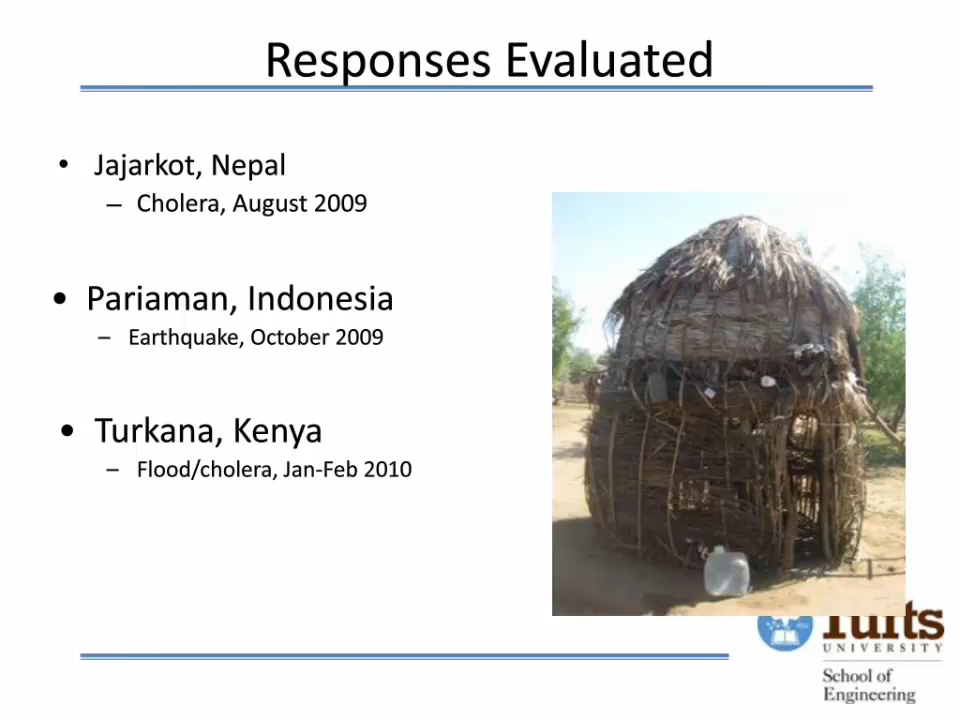 Responses Evaluated
• Jajarkot, Nepal
– Cholera, August 2009
• Pariaman, Indonesia
– Earthquake, October 2009
• Turkana, Kenya
– Flood/cholera, Jan-Feb 2010
Tufts
UNIVERSITY
School of
Engineering